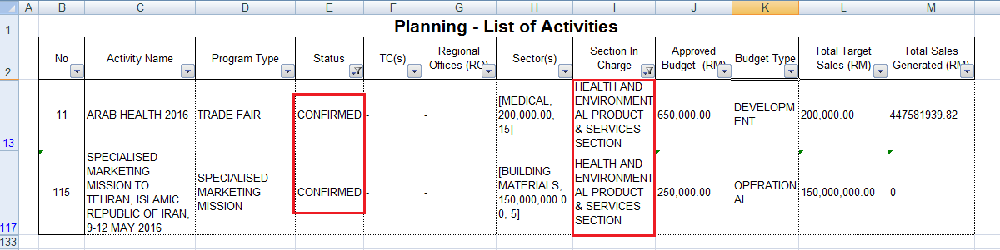 A B C D E F G H I J K L M
1 Planning - List of Activities
2 No Activity Name Program Type Status TC(s) Regional Offices (RO) Sector(s) Section In Charge Approved Budget (RM) Budget Type Total Target Sales (RM) Total Sales Generated (RM)
13 11 ARAB HEALTH 2016 TRADE FAIR CONFIRMED - - [MEDICAL, 200,000.00, 15] HEALTH AND ENVIRONMENTAL PRODUCT & SERVICES SECTION 650,000.00 DEVELOPMENT 200,000.00 447581939.82
117 115 SPECIALISED MARKETING MISSION TO TEHRAN, ISLAMIC REPUBLIC OF IRAN, 9-12 MAY 2016 SPECIALISED MARKETING MISSION CONFIRMED - - [BUILDING MATERIALS, 150,000,000.00, 5] HEALTH AND ENVIRONMENTAL PRODUCT & SERVICES SECTION 250,000.00 OPERATIONAL 150,000,000.00 0
133